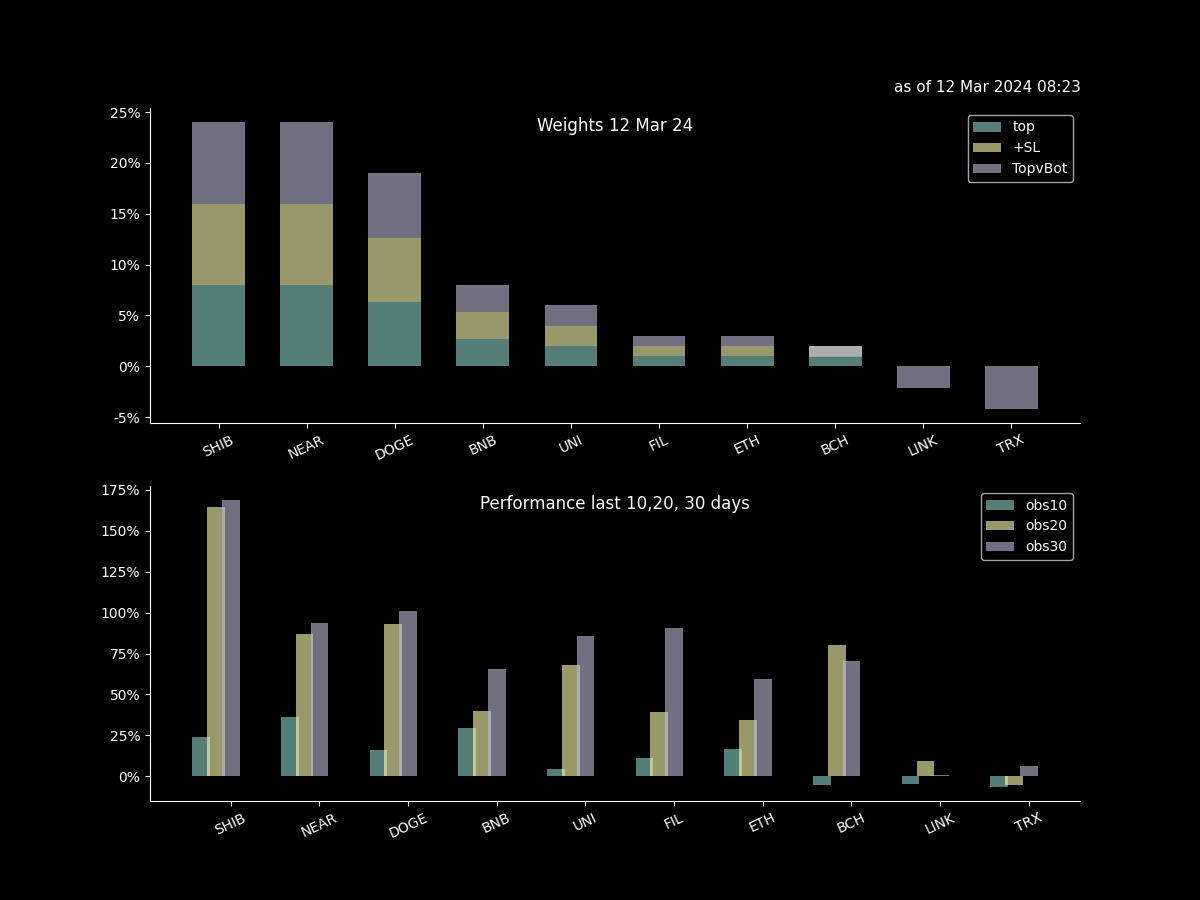 as of 12 Mar 2024 08:23
Weights 12 Mar 24
top
+SL
TopvBot
25%
20%
15%
10%
5%
0%
-5%
SHIB NEAR DOGE BNB UNI FIL ETH BCH LINK TRX
Performance last 10,20, 30 days
obs10
obs20
obs30
175%
150%
125%
100%
75%
50%
25%
0%
SHIB NEAR DOGE BNB UNI FIL ETH BCH LINK TRX